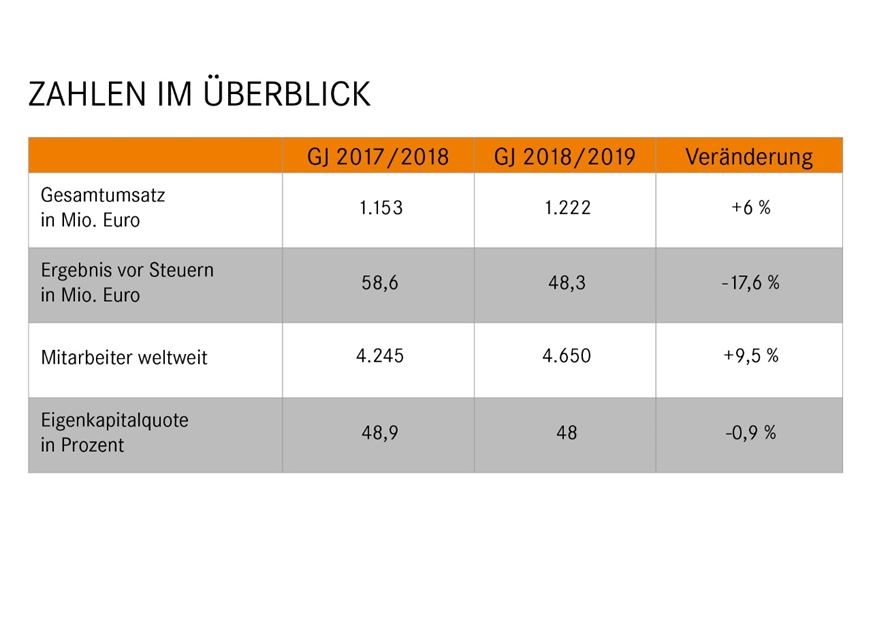 ZAHLEN IM ÜBERBLICK
GJ 2017/2018 GJ 2018/2019 Veränderung
Gesamtumsatz
in Mio. Euro
1.153 1.222 +6 %
Ergebnis vor Steuern
in Mio. Euro
58,6 48,3 -17,6 %
Mitarbeiter weltweit 4.245 4.650 +9,5 %
Eigenkapitalquote
in Prozent
48,9 48 -0,9 %